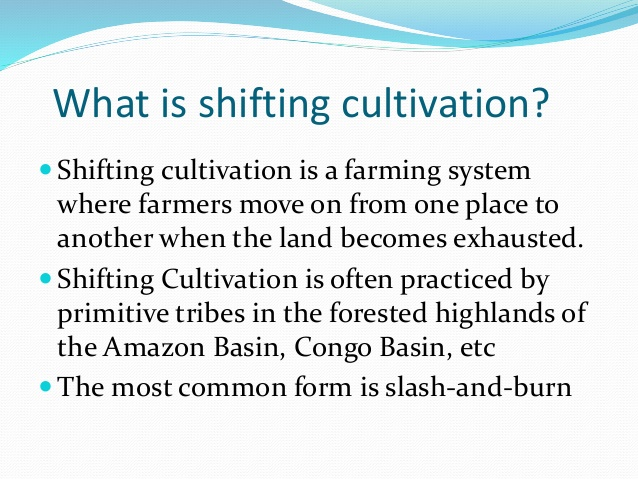 What is shifting cultivation?
• Shifting cultivation is a farming system
where farmers move on from one place to
another when the land becomes exhausted.
• Shifting Cultivation is often practiced by
primitive tribes in the forested highlands of
the Amazon Basin, Congo Basin, etc
• The most common form is slash-and-burn